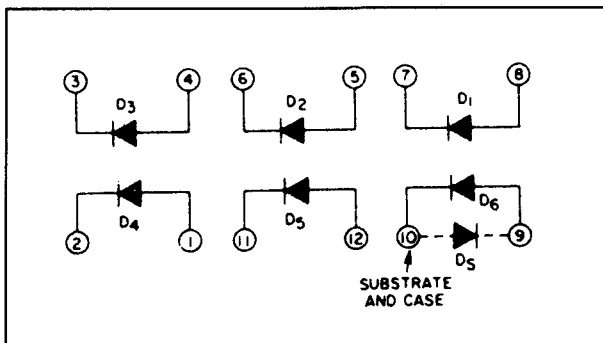 3 4 6 5 7 8
D3 D2 D1
D4 D5 D6
2 1 11 12 10 9
DS
SUBSTRATE
AND CASE